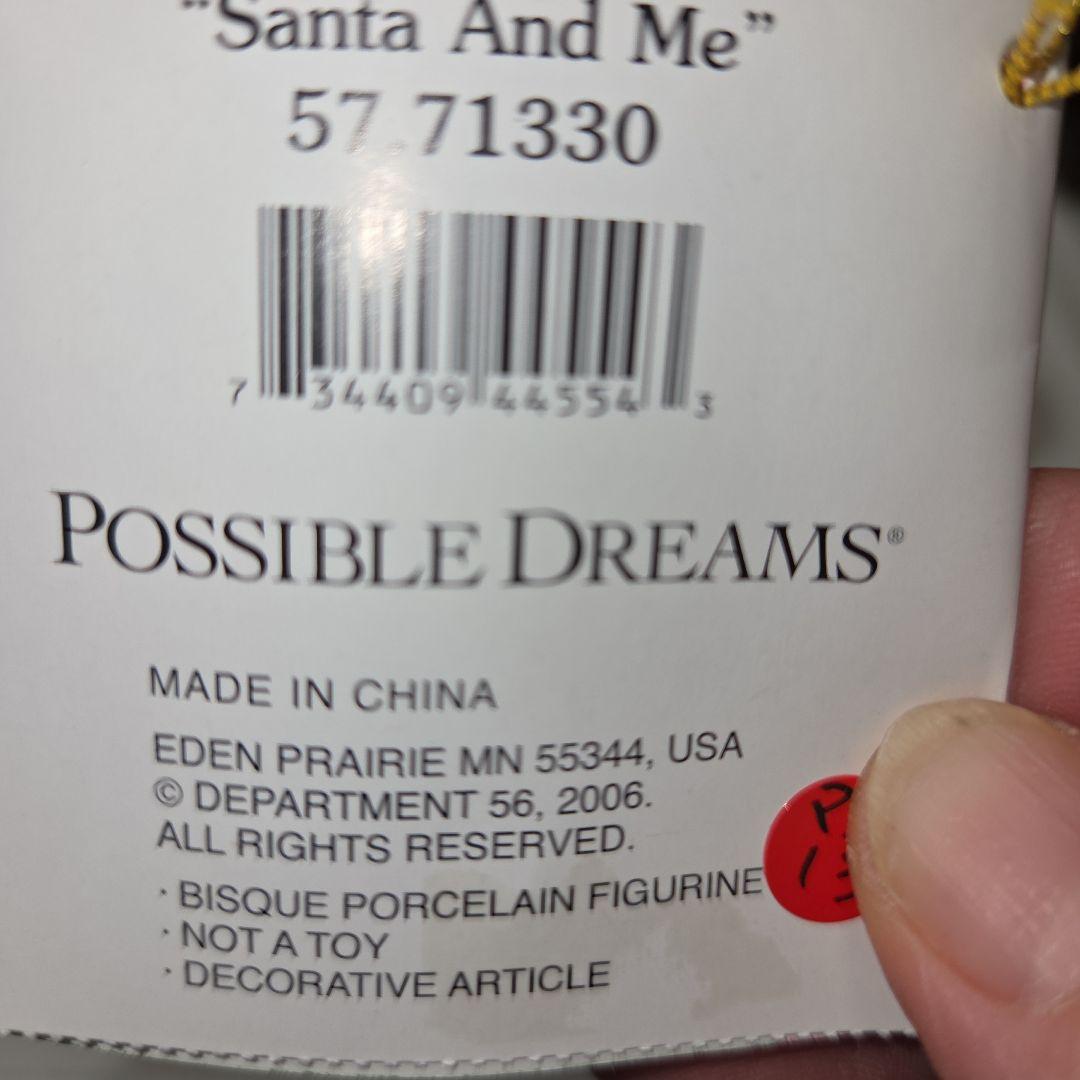 "Santa And Me"
57.71330
7 34409 44554 3
POSSIBLE DREAMS®
MADE IN CHINA
EDEN PRAIRIE MN 55344, USA
© DEPARTMENT 56, 2006.
ALL RIGHTS RESERVED.
· BISQUE PORCELAIN FIGURINE
· NOT A TOY
· DECORATIVE ARTICLE